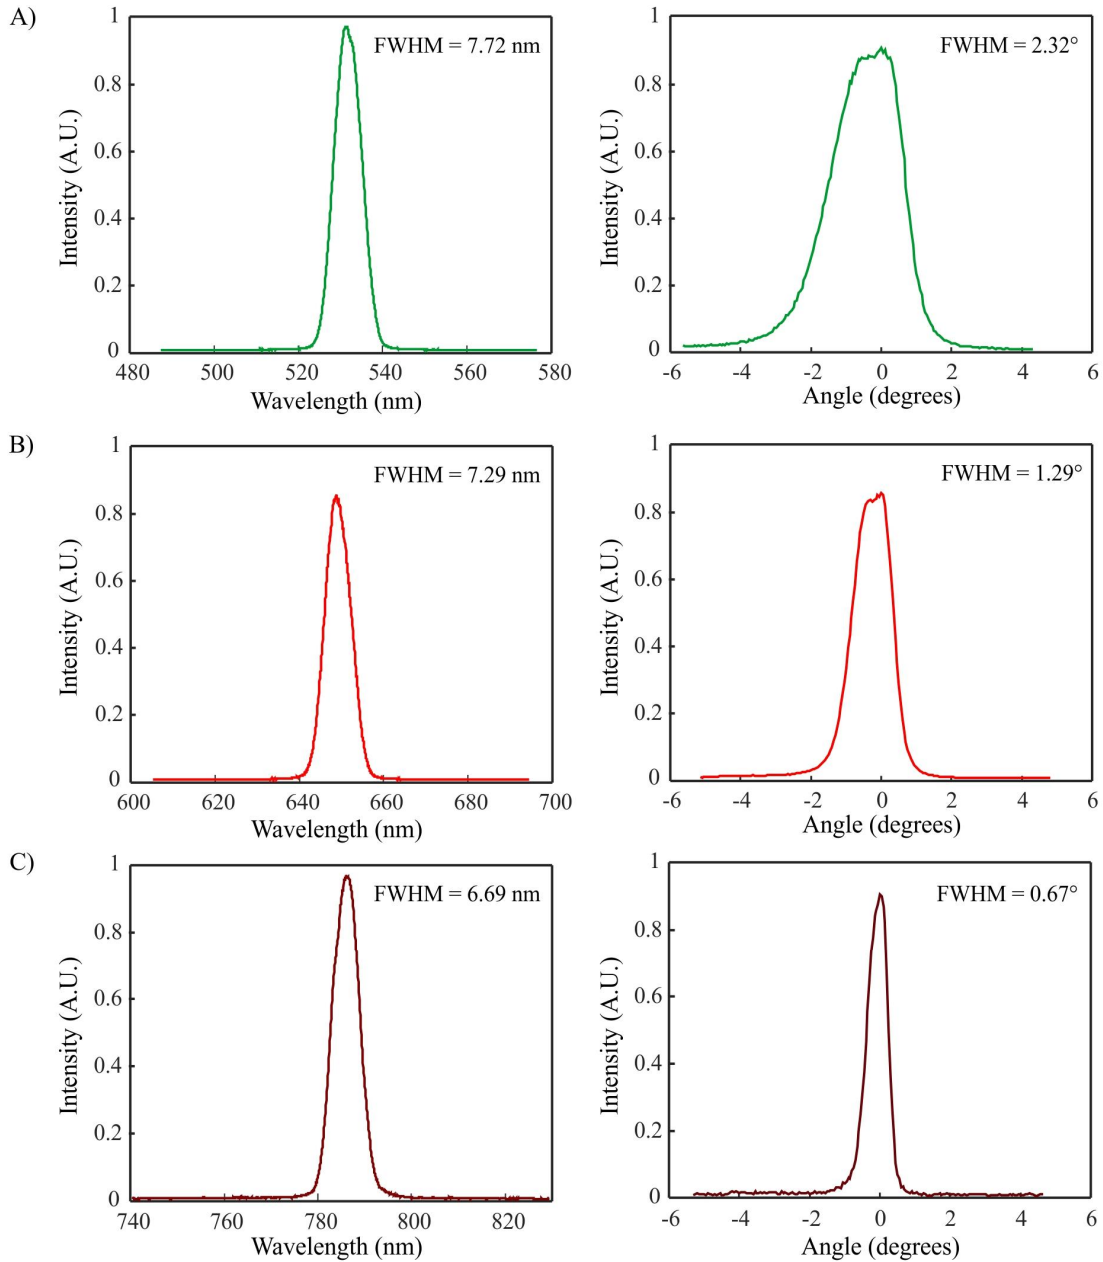 A)
1
0.8
0.6
0.4
0.2
0
Intensity (A.U.)
FWHM = 7.72 nm
480 500 520 540 560 580
Wavelength (nm)
1
0.8
0.6
0.4
0.2
0
Intensity (A.U.)
FWHM = 2.32°
-6 -4 -2 0 2 4 6
Angle (degrees)
B)
1
0.8
0.6
0.4
0.2
0
Intensity (A.U.)
FWHM = 7.29 nm
600 620 640 660 680 700
Wavelength (nm)
1
0.8
0.6
0.4
0.2
0
Intensity (A.U.)
FWHM = 1.29°
-6 -4 -2 0 2 4 6
Angle (degrees)
C)
1
0.8
0.6
0.4
0.2
0
Intensity (A.U.)
FWHM = 6.69 nm
740 760 780 800 820
Wavelength (nm)
1
0.8
0.6
0.4
0.2
0
Intensity (A.U.)
FWHM = 0.67°
-6 -4 -2 0 2 4 6
Angle (degrees)